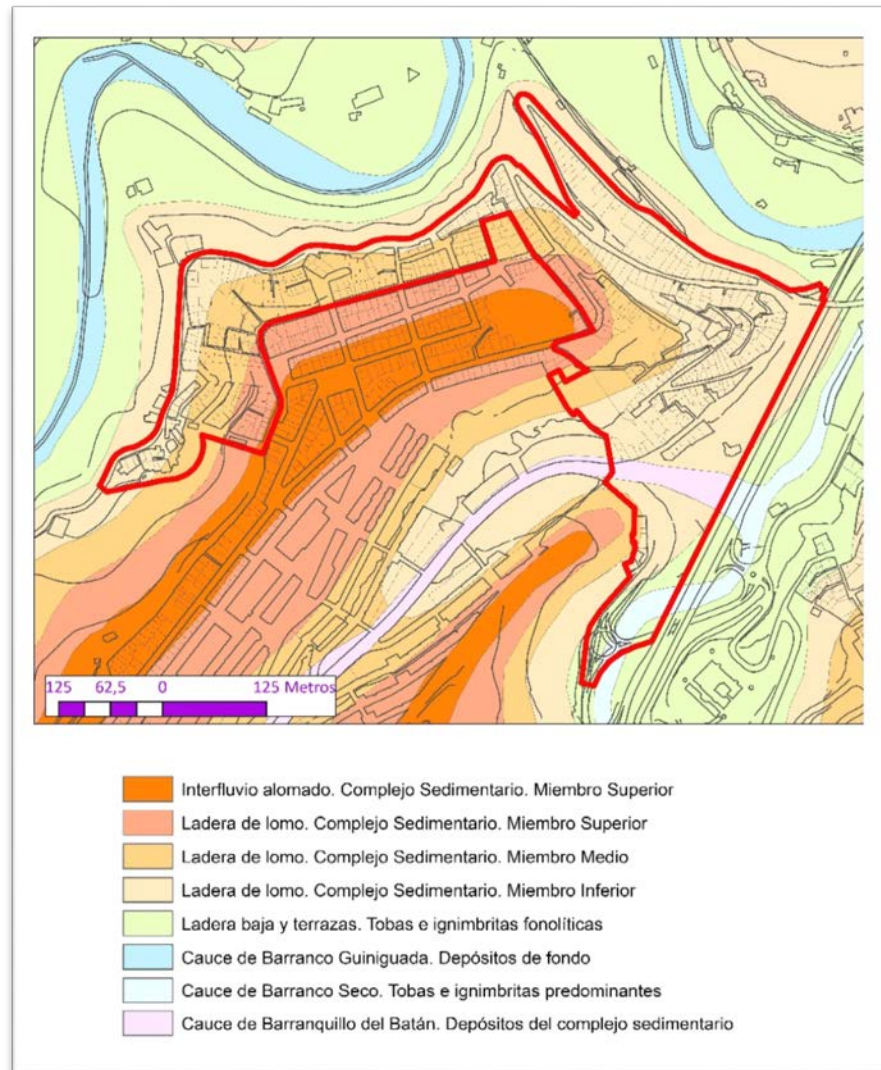 125 62,5 0 125 Metros
Interfluvio alomado. Complejo Sedimentario. Miembro Superior
Ladera de lomo. Complejo Sedimentario. Miembro Superior
Ladera de lomo. Complejo Sedimentario. Miembro Medio
Ladera de lomo. Complejo Sedimentario. Miembro Inferior
Ladera baja y terrazas. Tobas e ignimbritas fonolíticas
Cauce de Barranco Guiniguada. Depósitos de fondo
Cauce de Barranco Seco. Tobas e ignimbritas predominantes
Cauce de Barranquillo del Batán. Depósitos del complejo sedimentario